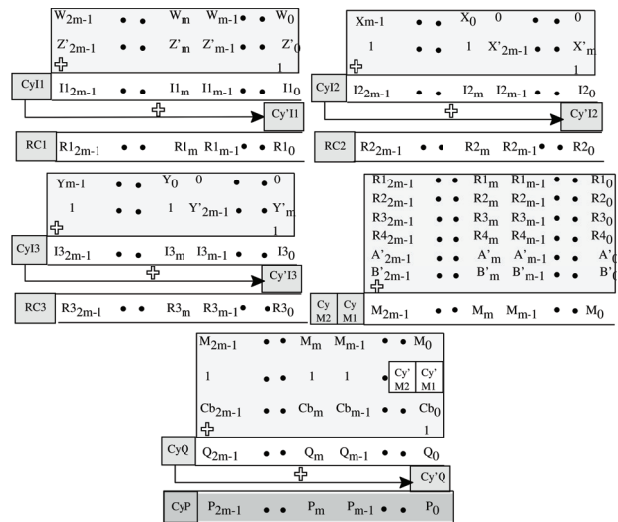 W2m-1 • • Wm Wm-1 • • W0
Z'2m-1 • • Z'm Z'm-1 • • Z'0
1
CyI1 I12m-1 • • I1m I1m-1 • • I10
Cy'I1
RC1 R12m-1 • • R1m R1m-1 • • R10
Xm-1 • • X0 0 • • 0
1 • • 1 X'2m-1 • • X'm
1
CyI2 I22m-1 • • I2m I2m-1 • • I20
Cy'I2
RC2 R22m-1 • • R2m R2m-1 • • R20
Ym-1 • • Y0 0 • • 0
1 • • 1 Y'2m-1 • • Y'm
1
CyI3 I32m-1 • • I3m I3m-1 • • I30
Cy'I3
RC3 R32m-1 • • R3m R3m-1 • • R30
R12m-1 • • R1m R1m-1 • • R10
R22m-1 • • R2m R2m-1 • • R20
R32m-1 • • R3m R3m-1 • • R30
R42m-1 • • R4m R4m-1 • • R40
A'2m-1 • • A'm A'm-1 • • A'0
B'2m-1 • • B'm B'm-1 • • B'0
Cy M2 Cy M1 M2m-1 • • Mm Mm-1 • • M0
M2m-1 • • Mm Mm-1 • • M0
1 • • 1 1 • Cy' M2 Cy' M1
Cb2m-1 • • Cbm Cbm-1 • • Cb0
1
CyQ Q2m-1 • • Qm Qm-1 • • Q0
Cy'Q
CyP P2m-1 • • Pm Pm-1 • • P0